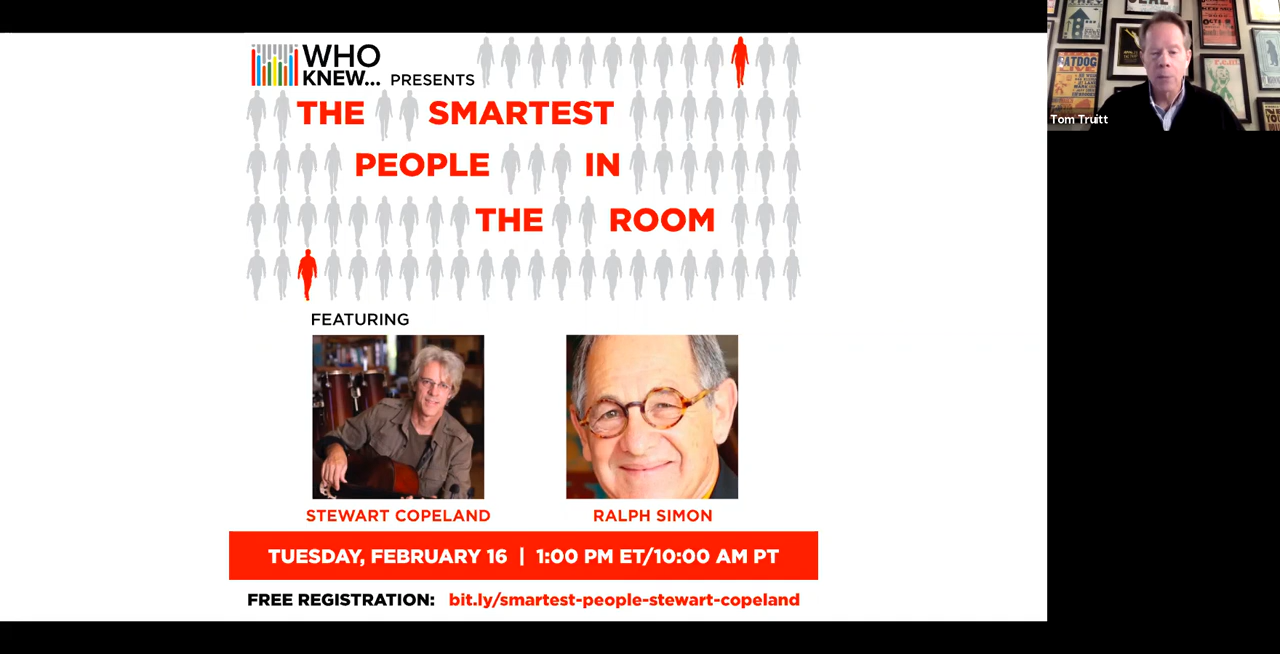 WHO
KNEW... PRESENTS
THE SMARTEST
PEOPLE IN
THE ROOM
FEATURING
STEWART COPELAND
RALPH SIMON
TUESDAY, FEBRUARY 16 | 1:00 PM ET/10:00 AM PT
FREE REGISTRATION: bit.ly/smartest-people-stewart-copeland
Tom Truitt